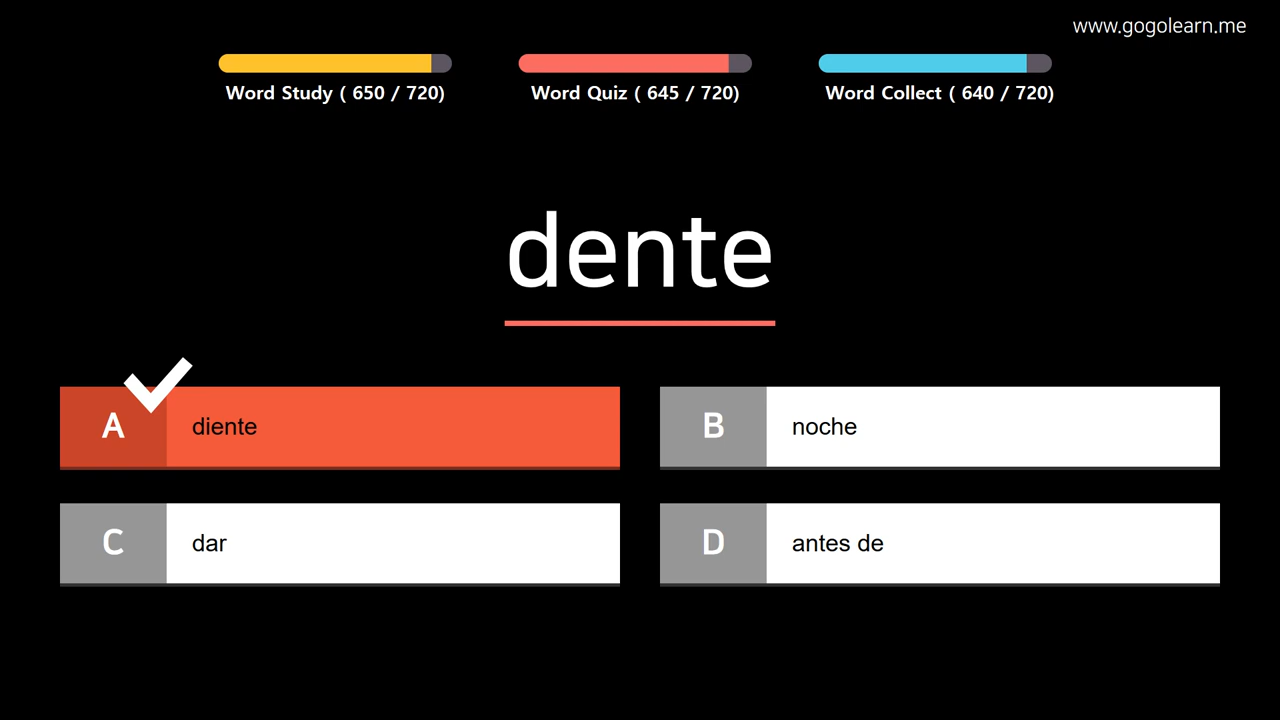 www.gogolearn.me
Word Study ( 650 / 720)
Word Quiz ( 645 / 720)
Word Collect ( 640 / 720)
dente
A diente
B noche
C dar
D antes de